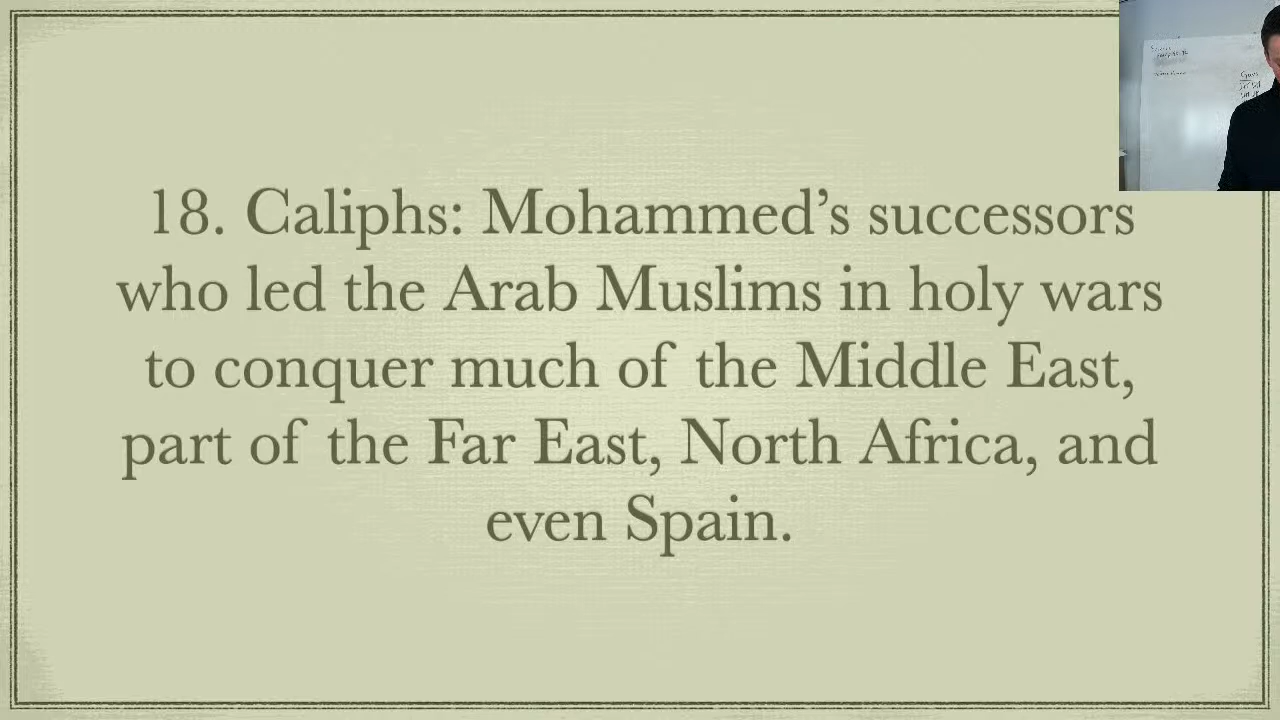 18. Caliphs: Mohammed’s successors
who led the Arab Muslims in holy wars
to conquer much of the Middle East,
part of the Far East, North Africa, and
even Spain.